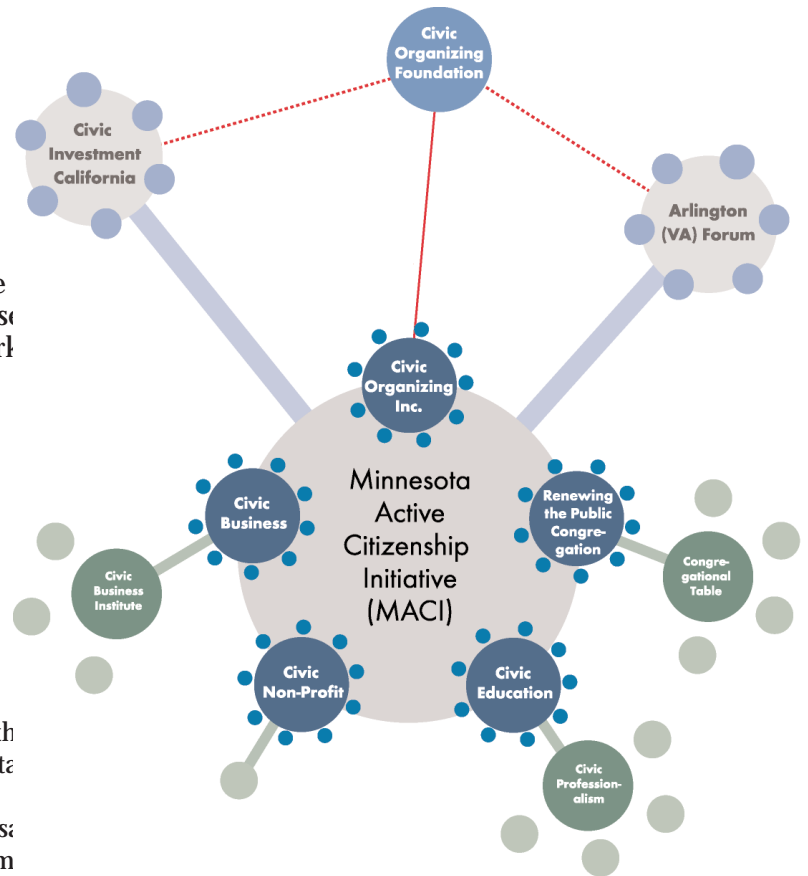 Civic
Organizing
Foundation
Civic
Investment
California
Arlington
(VA) Forum
Civic
Organizing
Inc.
Minnesota
Active
Citizenship
Initiative
(MACI)
Civic
Business
Renewing
the Public
Congre-
gation
Civic
Business
Institute
Congre-
gational
Table
Civic
Non-Profit
Civic
Education
Civic
Profession-
alism